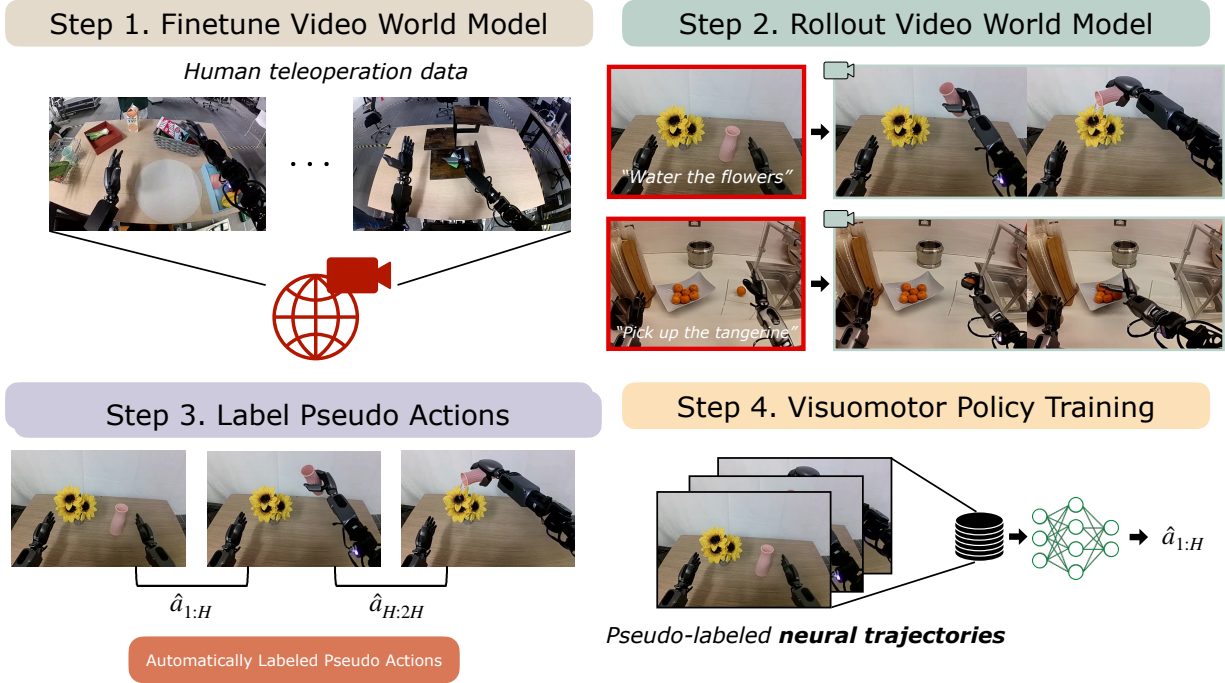 Step 1. Finetune Video World Model
Human teleoperation data
. . .
Step 2. Rollout Video World Model
“Water the flowers”
“Pick up the tangerine”
Step 3. Label Pseudo Actions
â1:H
âH:2H
Automatically Labeled Pseudo Actions
Step 4. Visuomotor Policy Training
â1:H
Pseudo-labeled neural trajectories